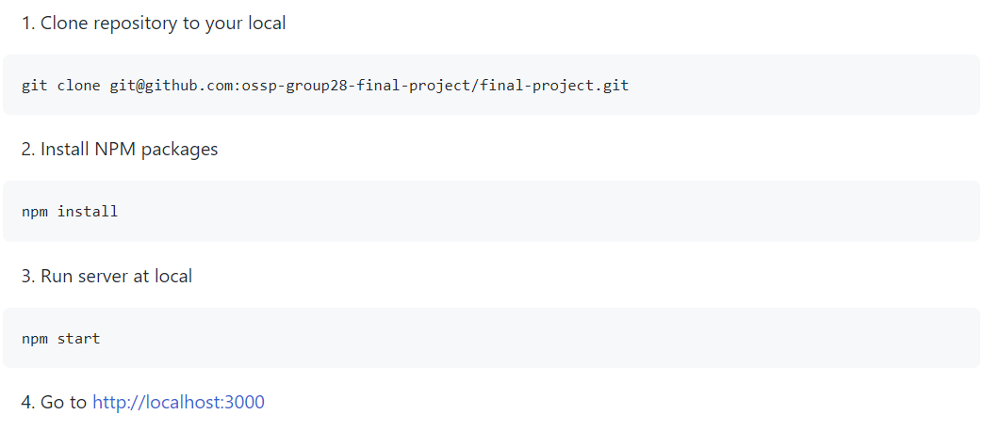 1. Clone repository to your local
git clone git@github.com:ossp-group28-final-project/final-project.git
2. Install NPM packages
npm install
3. Run server at local
npm start
4. Go to http://localhost:3000